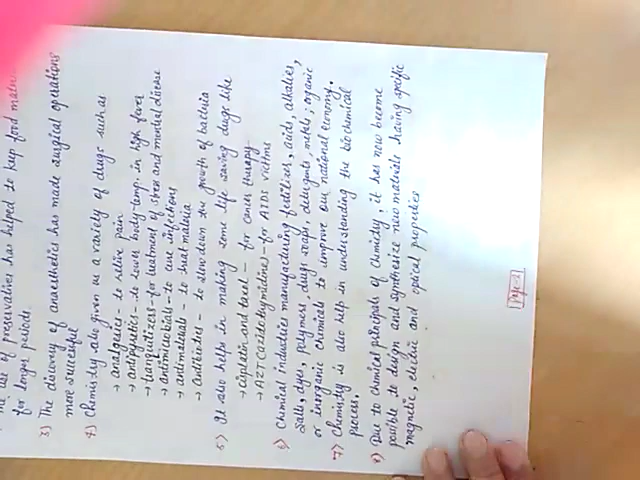 use of preservatives has helped to keep food
for longer periods.
3) The discovery of anaesthetics has made surgical operations
more successful
4) Chemistry also given us a variety of drugs such as
→ analgesics - to relive pain
→ antipyretics - to lower body temp. in high fever
→ tranquilizers - for treatment of stress and mental disease
→ antimicrobials - to cure infections
→ antimalarials - to treat malaria
→ Antibiotics - to slow down the growth of bacteria
5) It also helps in making some life saving drugs like
→ cisplatin and taxol - for cancer therapy
→ AZT (azidothymidine) - for AIDs victims
6) Chemical industries manufacturing fertilizers, acids, alkalies,
salts, dyes, polymers, drugs soaps, detergents, metals, organic
or inorganic chemicals to improve our national economy.
7) Chemistry is also help in understanding the biochemical
process.
8) Due to chemical principals of chemistry, it has now become
possible to design and synthesize new materials having specific
magnetic, electric and optical properties